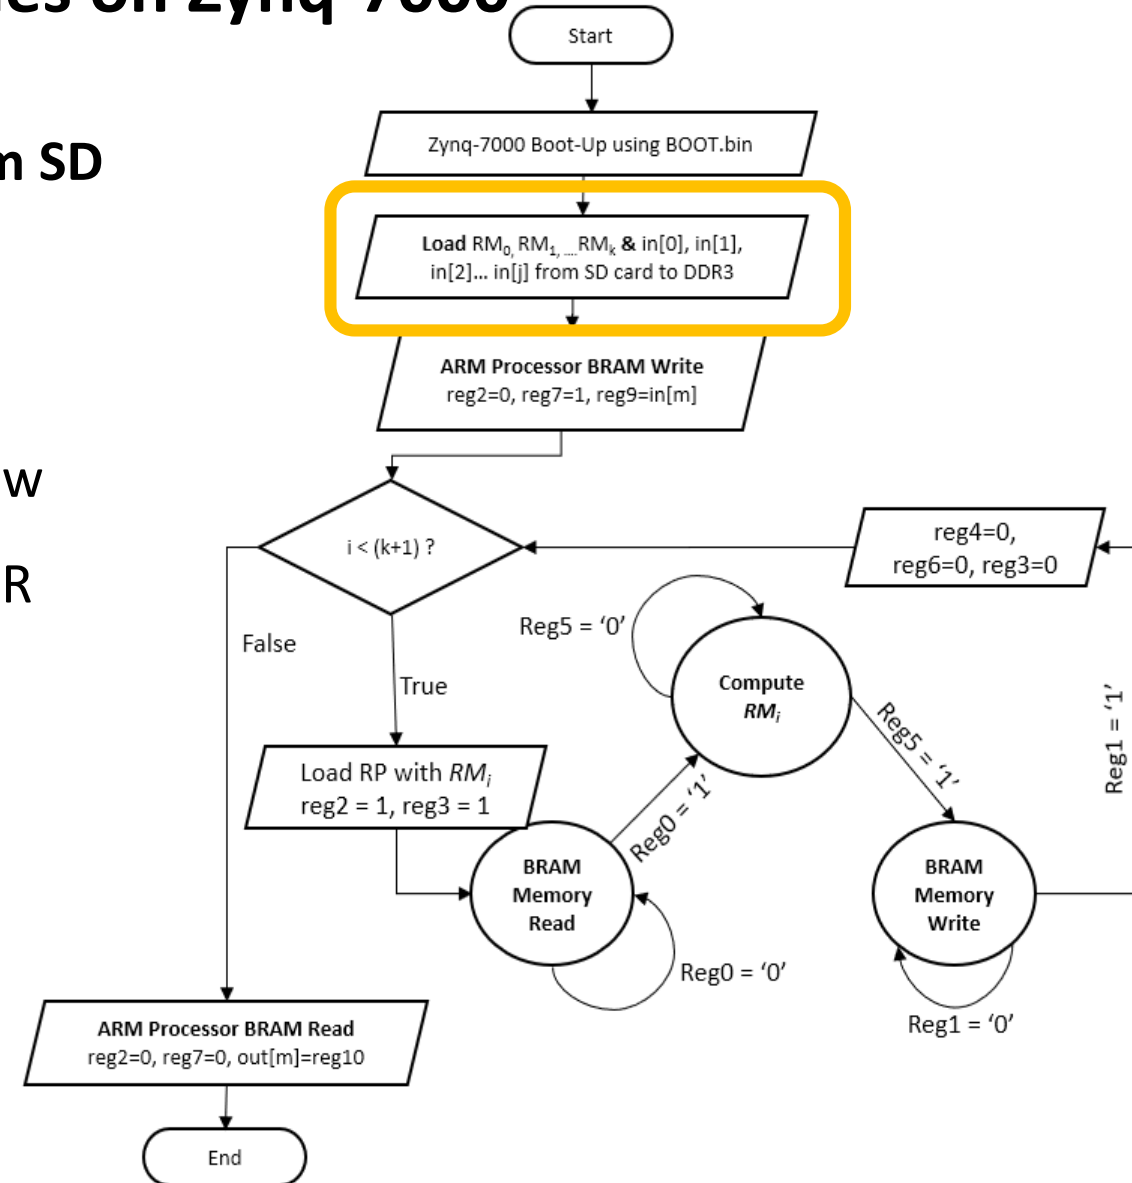 es on Zynq-7000
Start
Zynq-7000 Boot-Up using BOOT.bin
m SD
Load RM0, RM1, ....RMk & in[0], in[1],
in[2]... in[j] from SD card to DDR3
ARM Processor BRAM Write
reg2=0, reg7=1, reg9=in[m]
w
i < (k+1) ?
reg4=0,
reg6=0, reg3=0
R
Reg5 = ‘0’
False
True
Compute
RMi
Reg5 = ‘1’
Reg1 = ‘1’
Load RP with RMi
reg2 = 1, reg3 = 1
Reg0 = ‘1’
BRAM
Memory
Read
BRAM
Memory
Write
Reg0 = ‘0’
Reg1 = ‘0’
ARM Processor BRAM Read
reg2=0, reg7=0, out[m]=reg10
End